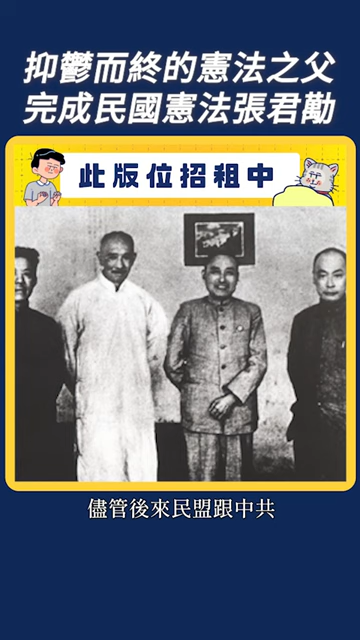 抑鬱而終的憲法之父
完成民國憲法張君勱
此版位招租中
儘管後來民盟跟中共